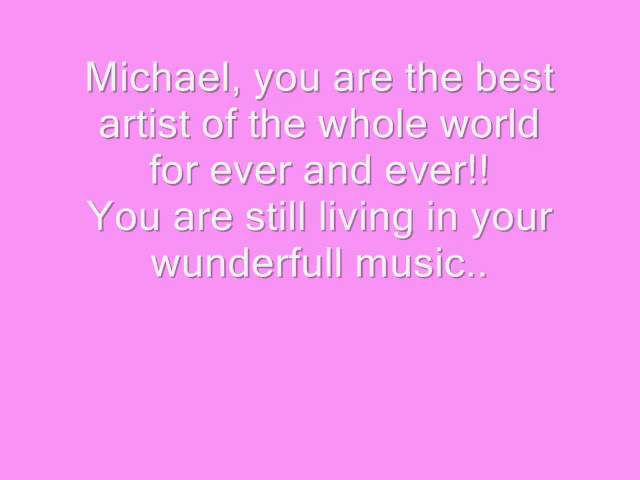 Michael, you are the best
artist of the whole world
for ever and ever!!
You are still living in your
wunderfull music..